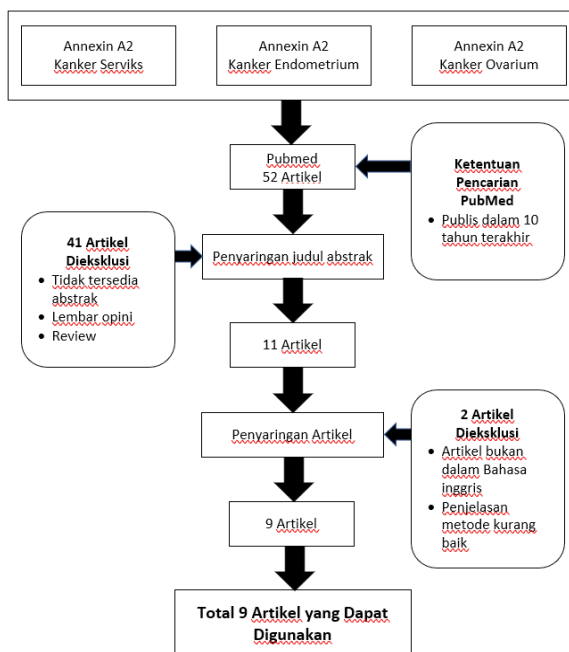 Annexin A2
Kanker Serviks
Annexin A2
Kanker Endometrium
Annexin A2
Kanker Ovarium
Pubmed
52 Artikel
Ketentuan
Pencarian
PubMed
• Publis dalam 10
tahun terakhir
41 Artikel
Dieksklusi
• Tidak tersedia
abstrak
• Lembar opini
• Review
Penyaringan judul abstrak
11 Artikel
Penyaringan Artikel
2 Artikel
Dieksklusi
• Artikel bukan
dalam Bahasa
inggris
• Penjelasan
metode kurang
baik
9 Artikel
Total 9 Artikel yang Dapat
Digunakan